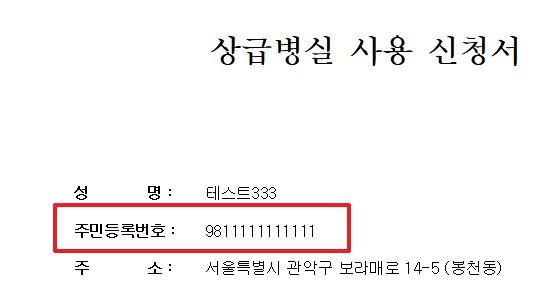 상급병실 사용 신청서
성 명 : 테스트333
주민등록번호 : 9811111111111
주 소 : 서울특별시 관악구 보라매로 14-5 (봉천동)